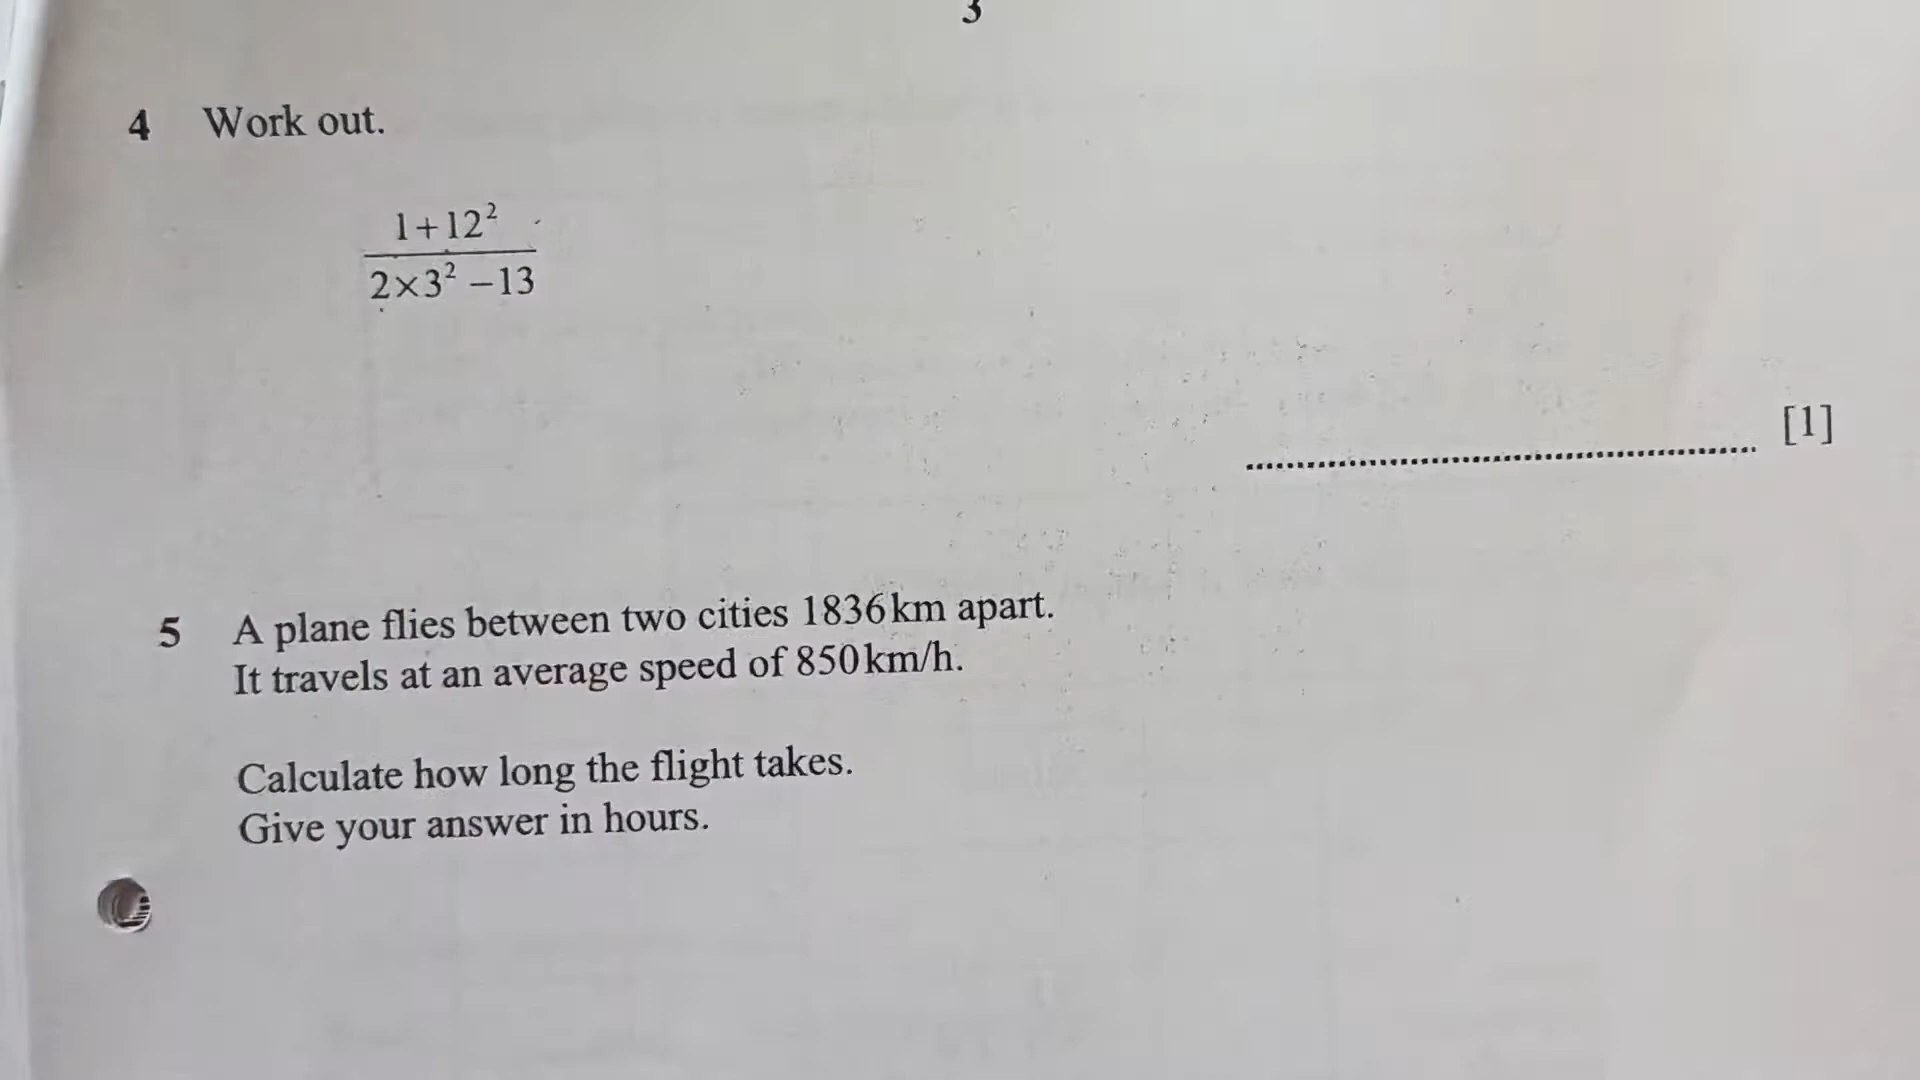 3
4 Work out.
1+12²
2×3² −13
[1]
5 A plane flies between two cities 1836 km apart.
It travels at an average speed of 850 km/h.
Calculate how long the flight takes.
Give your answer in hours.